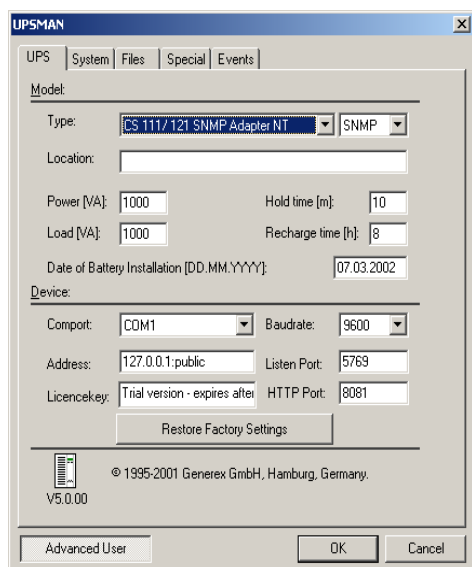 UPSMAN
UPS System Files Special Events
Model:
Type: CS 111/ 121 SNMP Adapter NT SNMP
Location:
Power [VA]: 1000 Hold time [m]: 10
Load [VA]: 1000 Recharge time [h]: 8
Date of Battery Installation [DD.MM.YYYY]: 07.03.2002
Device:
Comport: COM1 Baudrate: 9600
Address: 127.0.0.1:public Listen Port: 5769
Licencekey: Trial version - expires after HTTP Port: 8081
Restore Factory Settings
© 1995-2001 Generex GmbH, Hamburg, Germany.
V5.0.00
Advanced User OK Cancel